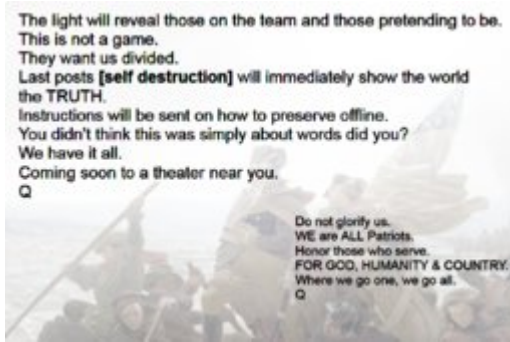 The light will reveal those on the team and those pretending to be.
This is not a game.
They want us divided.
Last posts [self destruction] will immediately show the world
the TRUTH.
Instructions will be sent on how to preserve offline.
You didn't think this was simply about words did you?
We have it all.
Coming soon to a theater near you.
Q
Do not glorify us.
WE are ALL Patriots.
Honor those who serve.
FOR GOD, HUMANITY & COUNTRY.
Where we go one, we go all.
Q